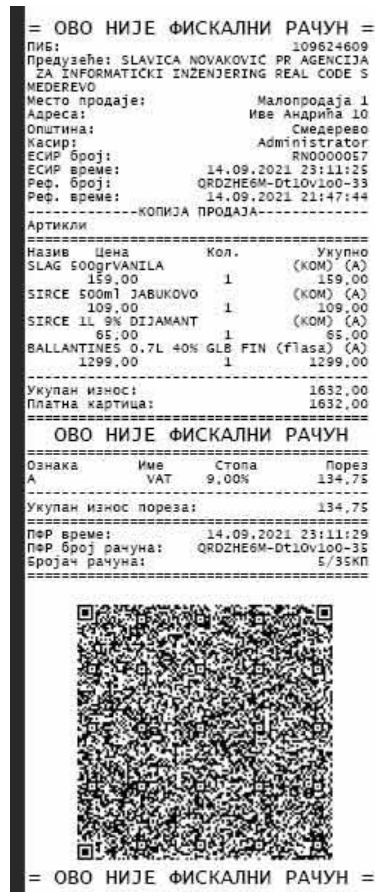 = ОВО НИЈЕ ФИСКАЛНИ РАЧУН =
ПИБ: 109624609
Предузеће: SLAVICA NOVAKOVIĆ PR AGENCIJA
ZA INFORMATIČKI INŽENJERING REAL CODE S
MEDEREVO
Место продаје: Малопродаја 1
Адреса: Иве Андрића 10
Општина: Смедерево
Касир: Administrator
ЕСИР број: RN0000057
ЕСИР време: 14.09.2021 23:11:25
Реф. број: QRDZHE6M-Dt1Ov1o0-33
Реф. време: 14.09.2021 21:47:44
-------------КОПИЈА ПРОДАЈА-------------
Артикли
========================================
Назив Цена Кол. Укупно
SLAG 500grVANILA (КОМ) (А)
159,00 1 159,00
SIRCE 500ml JABUKOVO (КОМ) (А)
109,00 1 109,00
SIRCE 1L 9% DIJAMANT (КОМ) (А)
65,00 1 65,00
BALLANTINES 0.7L 40% GLB FIN (flasa) (А)
1299,00 1 1299,00
----------------------------------------
Укупан износ: 1632,00
Платна картица: 1632,00
========================================
ОВО НИЈЕ ФИСКАЛНИ РАЧУН
========================================
Ознака Име Стопа Порез
А VAT 9,00% 134,75
----------------------------------------
Укупан износ пореза: 134,75
========================================
ПФР време: 14.09.2021 23:11:29
ПФР број рачуна: QRDZHE6M-Dt1Ov1o0-35
Бројач рачуна: 5/35КП
========================================
= ОВО НИЈЕ ФИСКАЛНИ РАЧУН =